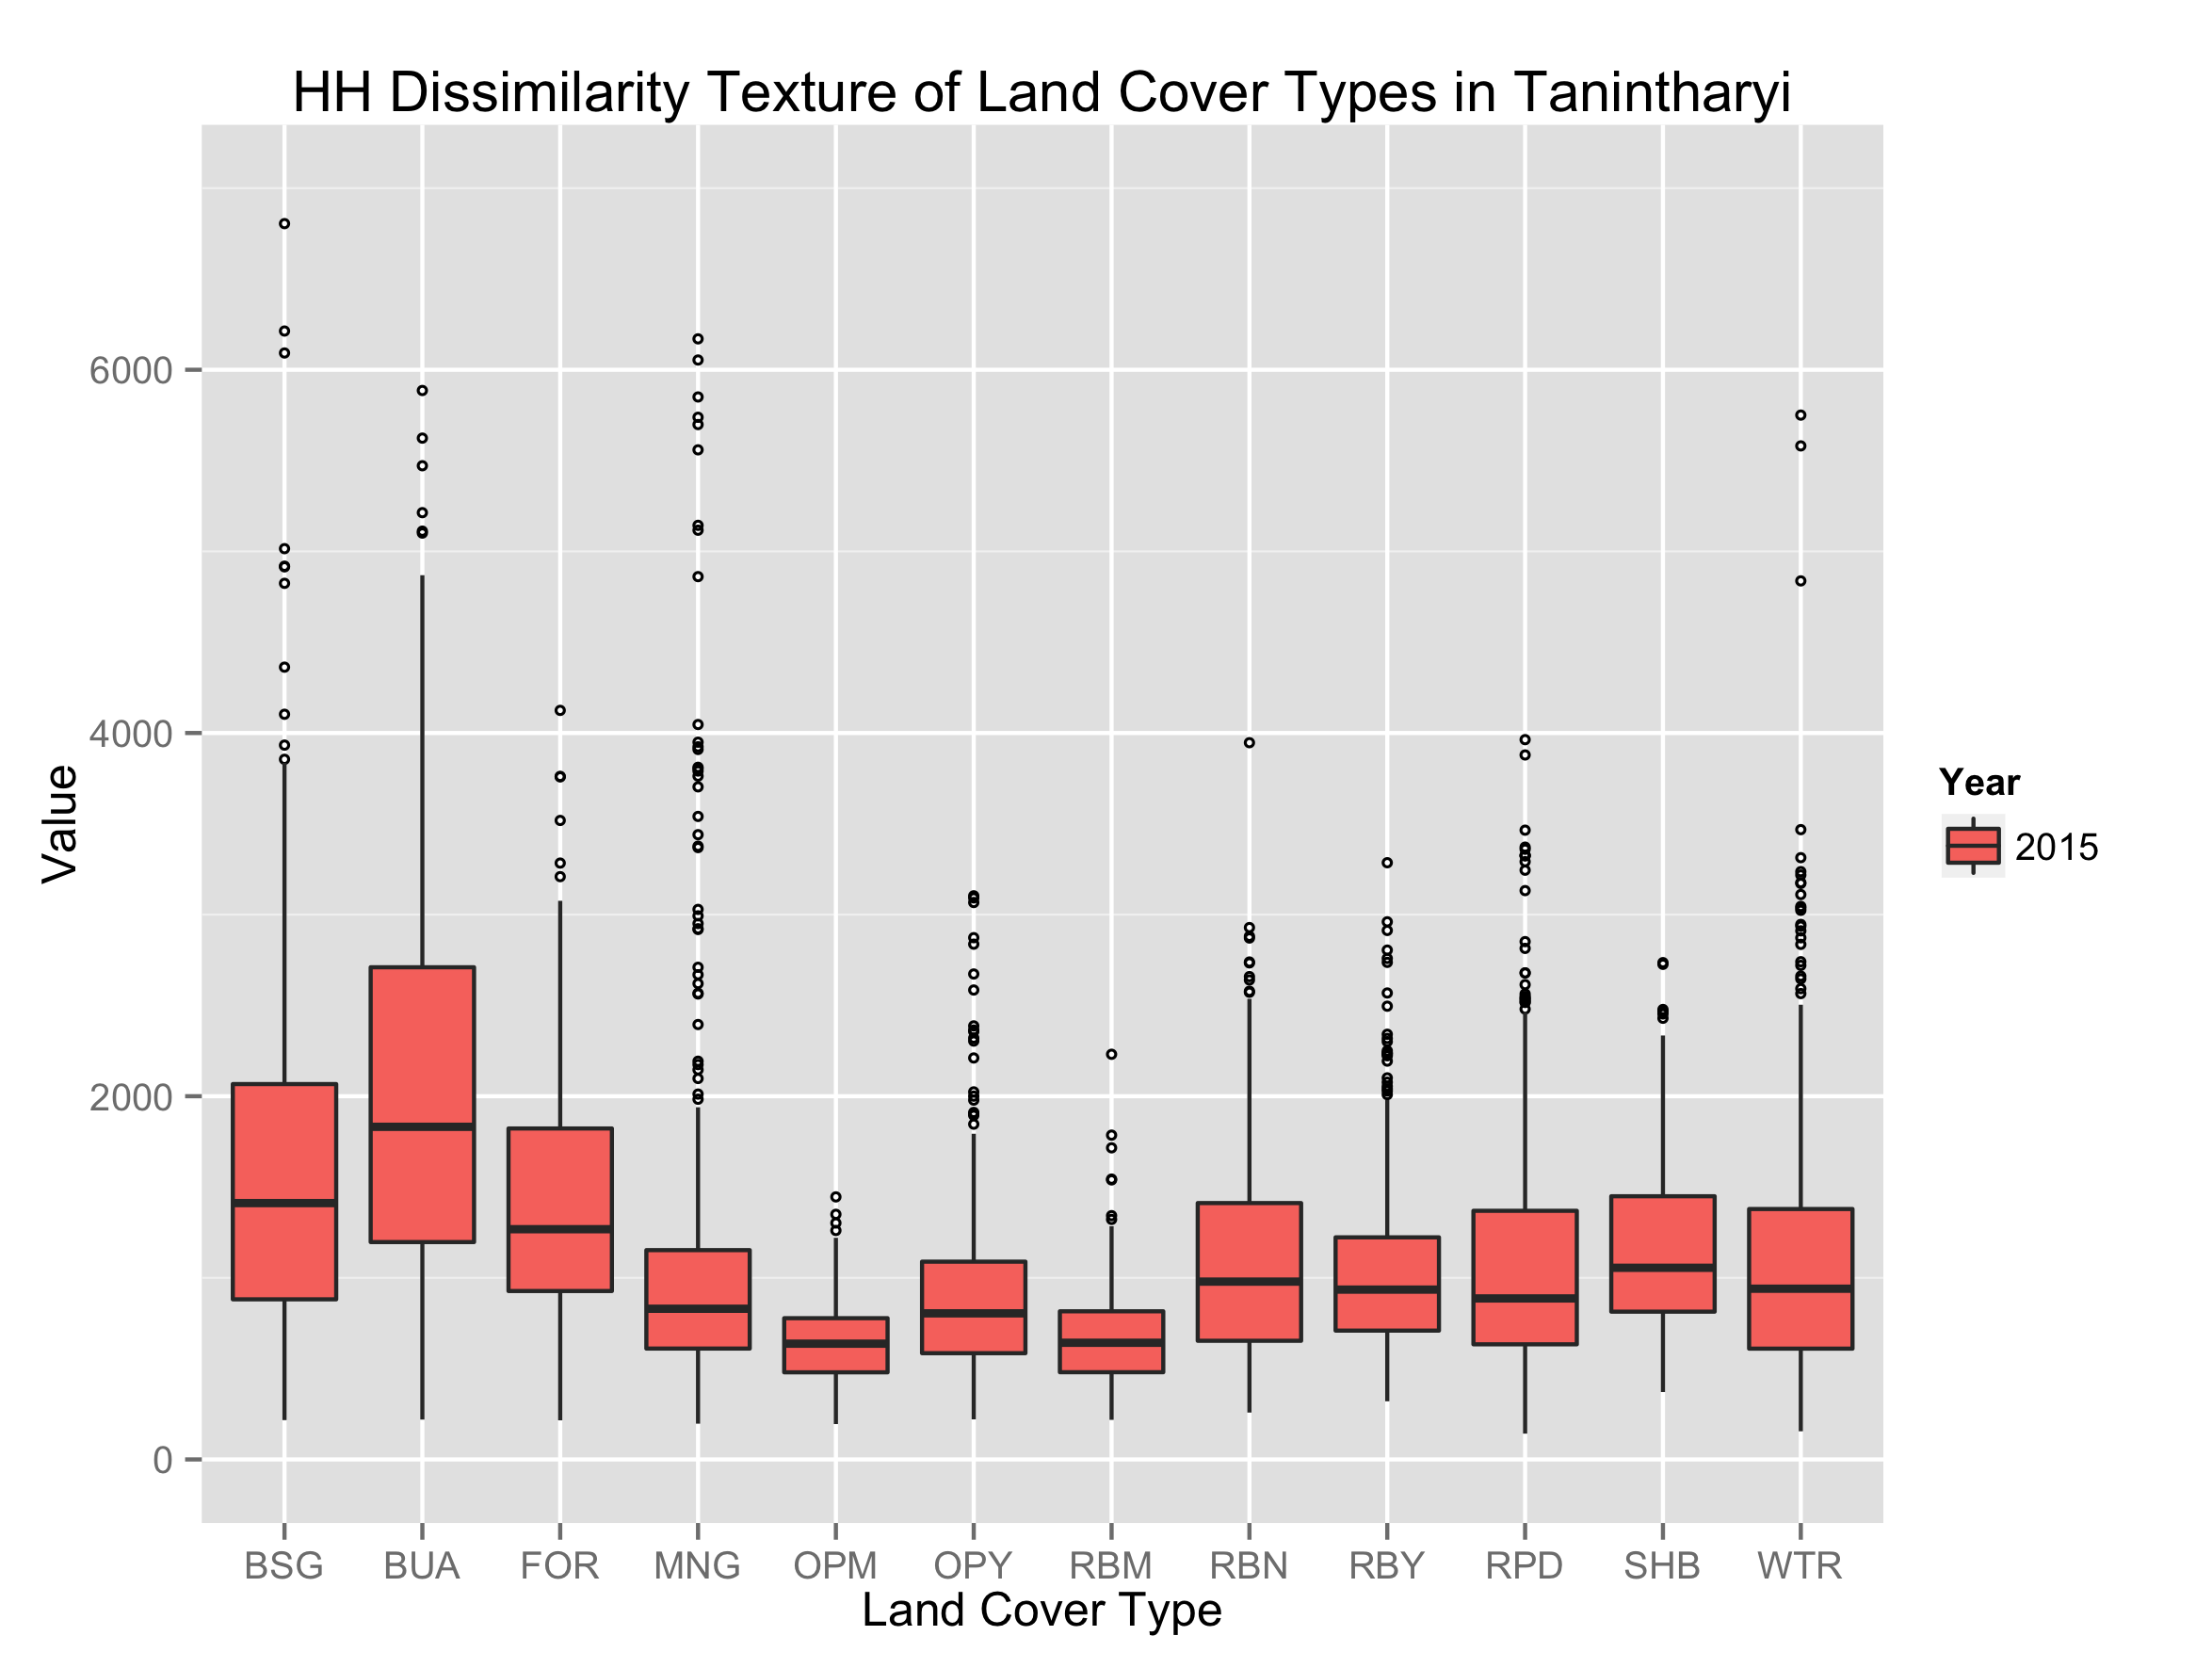 HH Dissimilarity Texture of Land Cover Types in Taninthariyi
6000
4000
2000
0
Value
BSG BUA FOR MNG OPM OPY RBM RBN RBY RPD SHB WTR
Land Cover Type
Year
2015